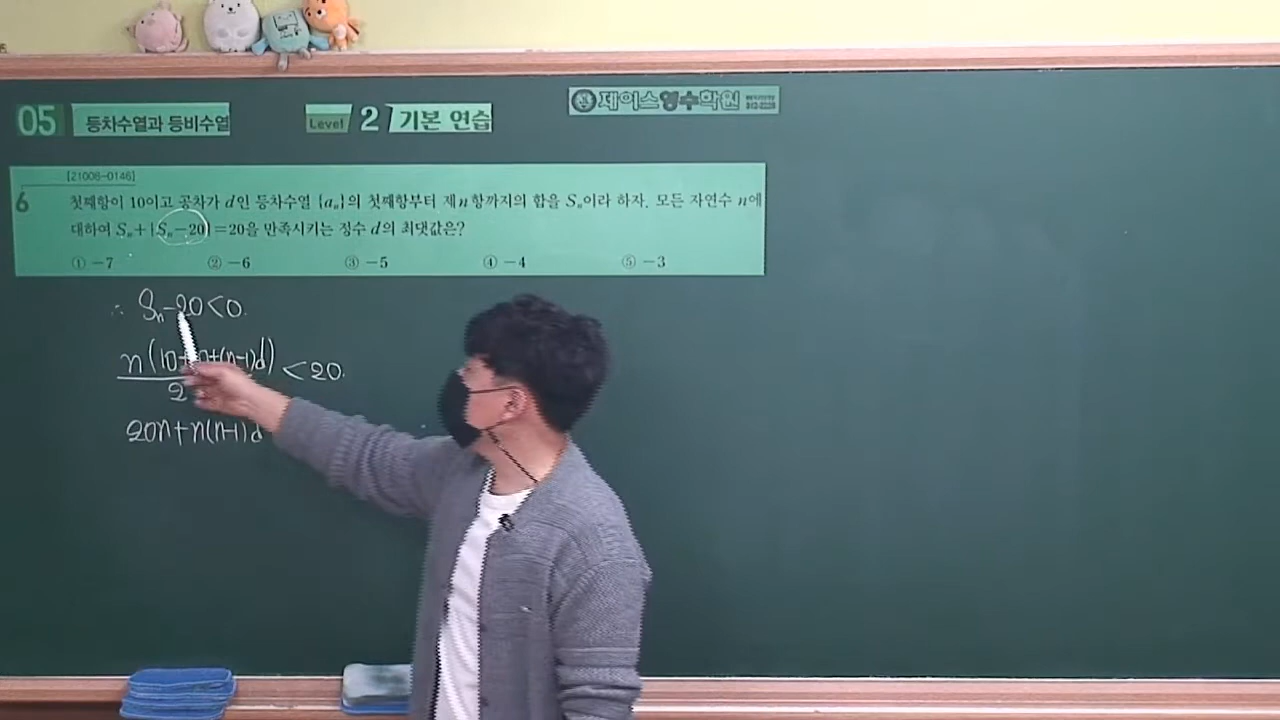 05 등차수열과 등비수열 Level 2 기본 연습 제이스영수학원
[21008-0146]
6 첫째항이 10이고 공차가 d인 등차수열 {aₙ}의 첫째항부터 제n항까지의 합을 Sₙ이라 하자. 모든 자연수 n에
대하여 Sₙ+|Sₙ-20|=20을 만족시키는 정수 d의 최댓값은?
① -7 ② -6 ③ -5 ④ -4 ⑤ -3
∴ Sₙ-20<0.
n(10+ +(n-1)d) <20.
2
20n+n(n-1)d